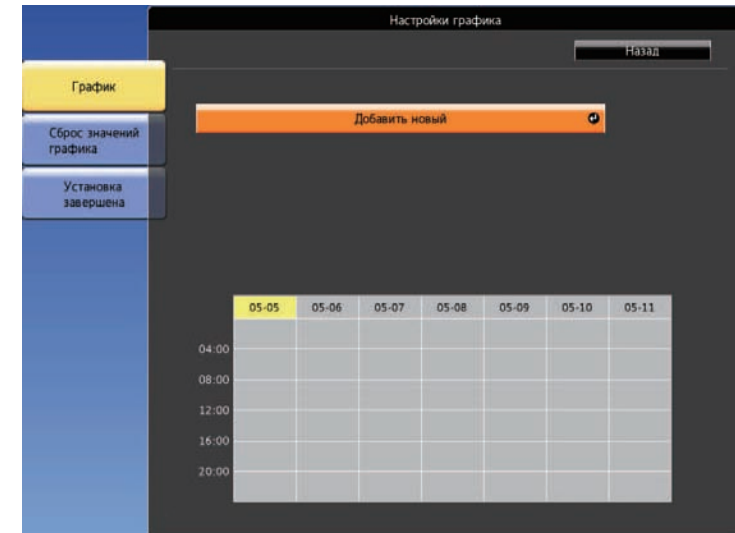 Настройки графика
Назад
График
Добавить новый
Сброс значений
графика
Установка
завершена
05-05 05-06 05-07 05-08 05-09 05-10 05-11
04:00
08:00
12:00
16:00
20:00